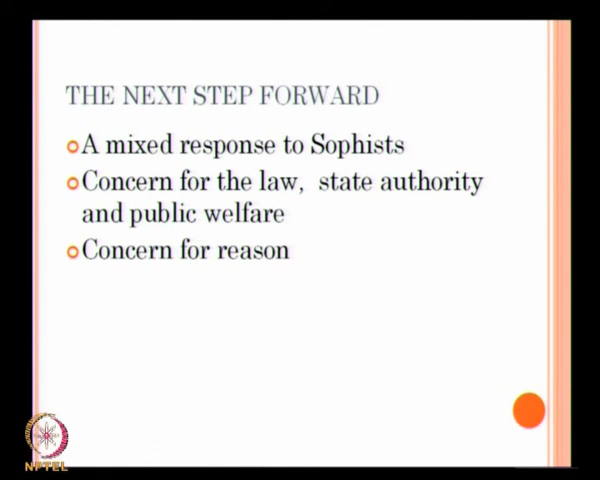 THE NEXT STEP FORWARD
A mixed response to Sophists
Concern for the law, state authority
and public welfare
Concern for reason
NPTEL